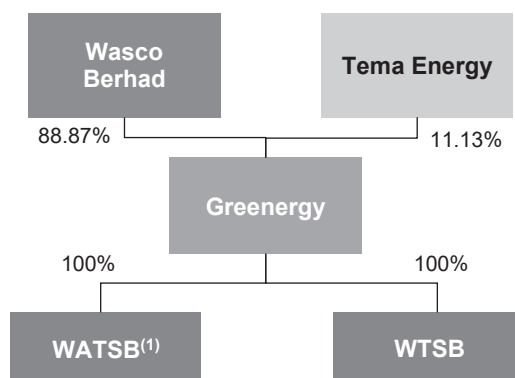 Wasco
Berhad
Tema Energy
88.87%
11.13%
Greenergy
100%
100%
WATSB(1)
WTSB